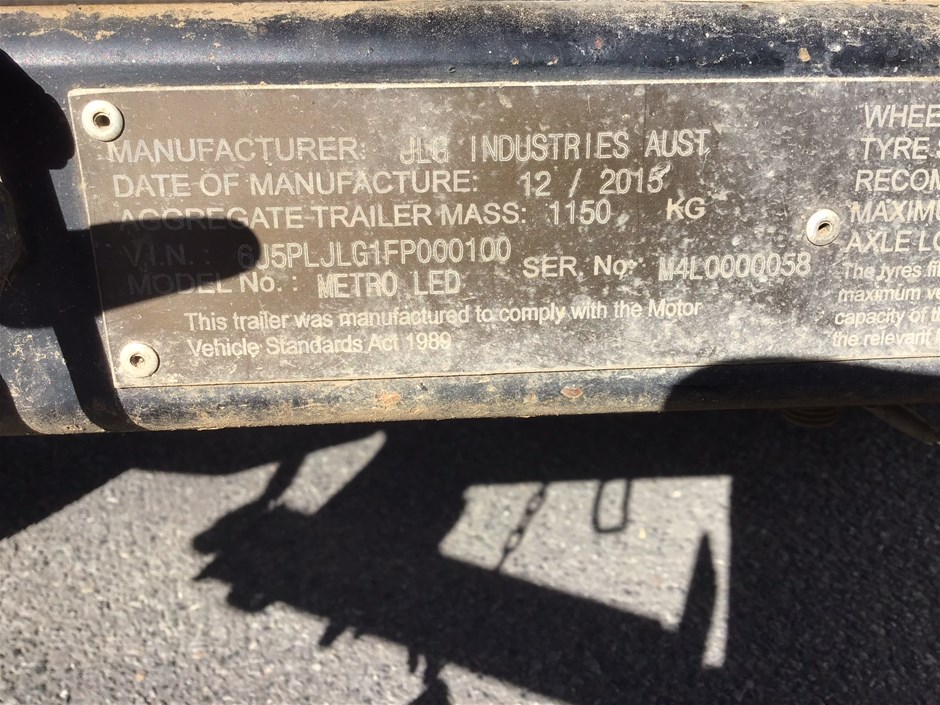 MANUFACTURER: JLG INDUSTRIES AUST
DATE OF MANUFACTURE: 12 / 2015
AGGREGATE TRAILER MASS: 1150 KG
V.I.N. : 6J5PLJLG1FP000100
SER. No: M4L0000058
MODEL No. : METRO LED
This trailer was manufactured to comply with the Motor
Vehicle Standards Act 1989
WHEE
TYRE S
RECOM
MAXIMU
AXLE LO
The tyres fi
maximum ve
capacity of t
the relevant